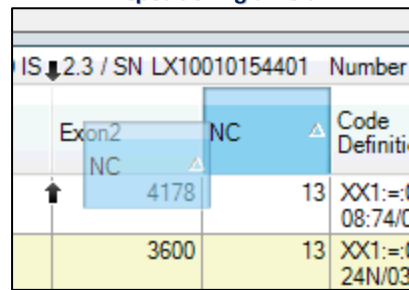 IS 2.3 / SN LX10010154401 Number
Exon2 NC Code
NC Definiti
4178 13 XX1:=:
08:74/0
3600 13 XX1:=:
24N/03